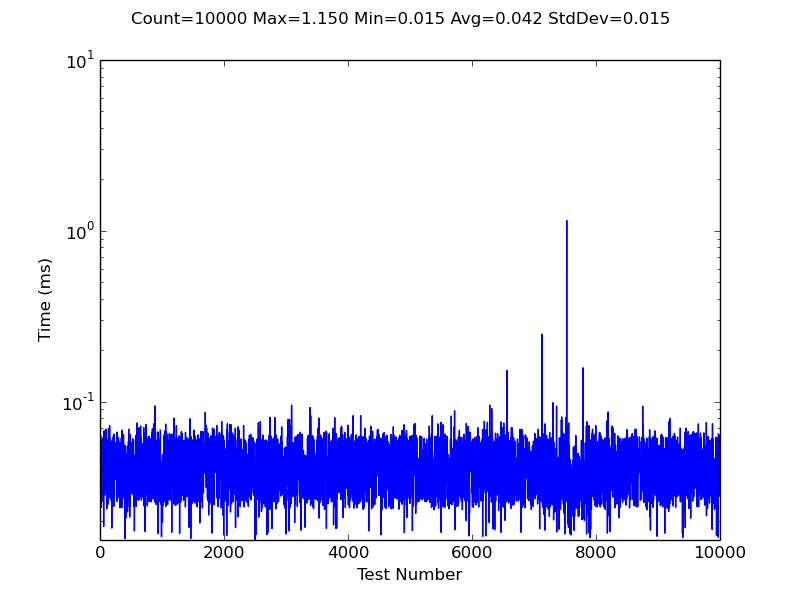 Count=10000 Max=1.150 Min=0.015 Avg=0.042 StdDev=0.015
10^1
10^0
10^-1
Time (ms)
0 2000 4000 6000 8000 10000
Test Number